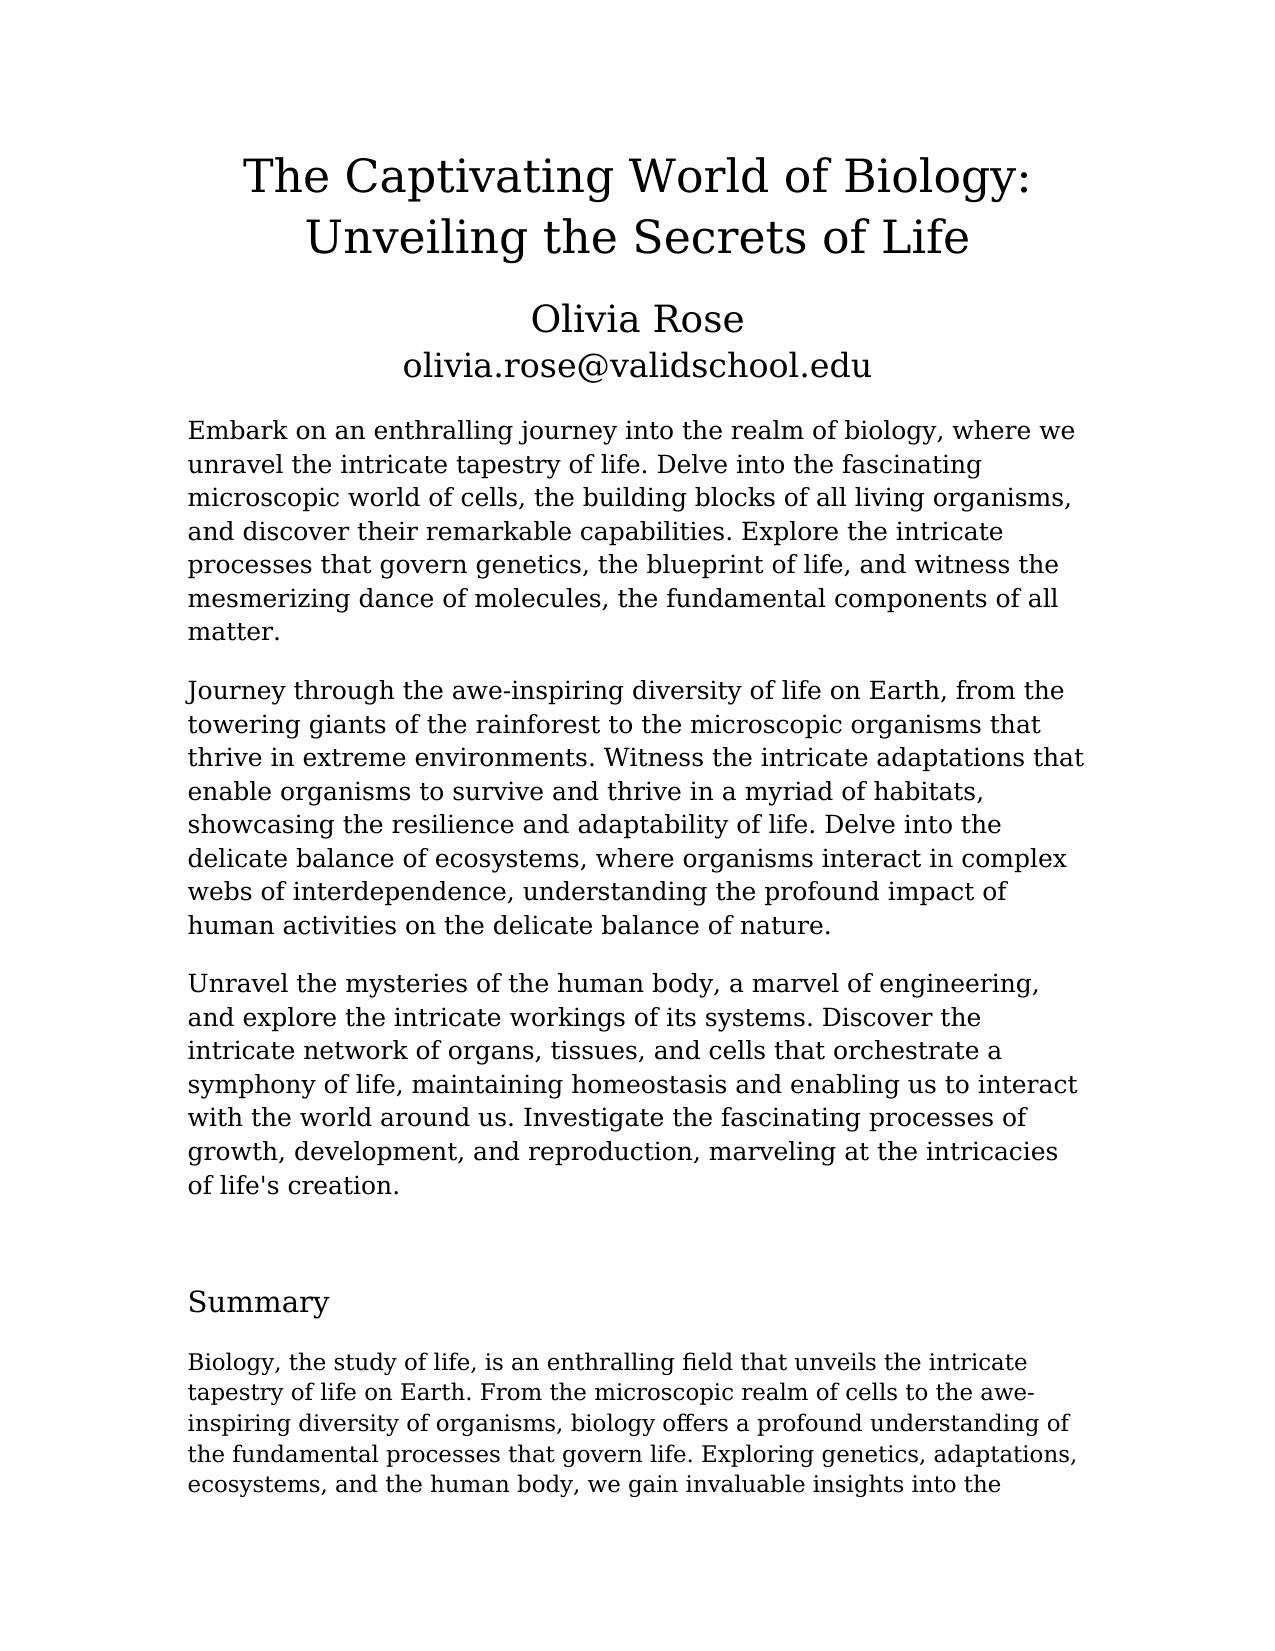 The Captivating World of Biology:
Unveiling the Secrets of Life
Olivia Rose
olivia.rose@validschool.edu
Embark on an enthralling journey into the realm of biology, where we
unravel the intricate tapestry of life. Delve into the fascinating
microscopic world of cells, the building blocks of all living organisms,
and discover their remarkable capabilities. Explore the intricate
processes that govern genetics, the blueprint of life, and witness the
mesmerizing dance of molecules, the fundamental components of all
matter.
Journey through the awe-inspiring diversity of life on Earth, from the
towering giants of the rainforest to the microscopic organisms that
thrive in extreme environments. Witness the intricate adaptations that
enable organisms to survive and thrive in a myriad of habitats,
showcasing the resilience and adaptability of life. Delve into the
delicate balance of ecosystems, where organisms interact in complex
webs of interdependence, understanding the profound impact of
human activities on the delicate balance of nature.
Unravel the mysteries of the human body, a marvel of engineering,
and explore the intricate workings of its systems. Discover the
intricate network of organs, tissues, and cells that orchestrate a
symphony of life, maintaining homeostasis and enabling us to interact
with the world around us. Investigate the fascinating processes of
growth, development, and reproduction, marveling at the intricacies
of life's creation.
Summary
Biology, the study of life, is an enthralling field that unveils the intricate
tapestry of life on Earth. From the microscopic realm of cells to the awe-
inspiring diversity of organisms, biology offers a profound understanding of
the fundamental processes that govern life. Exploring genetics, adaptations,
ecosystems, and the human body, we gain invaluable insights into the